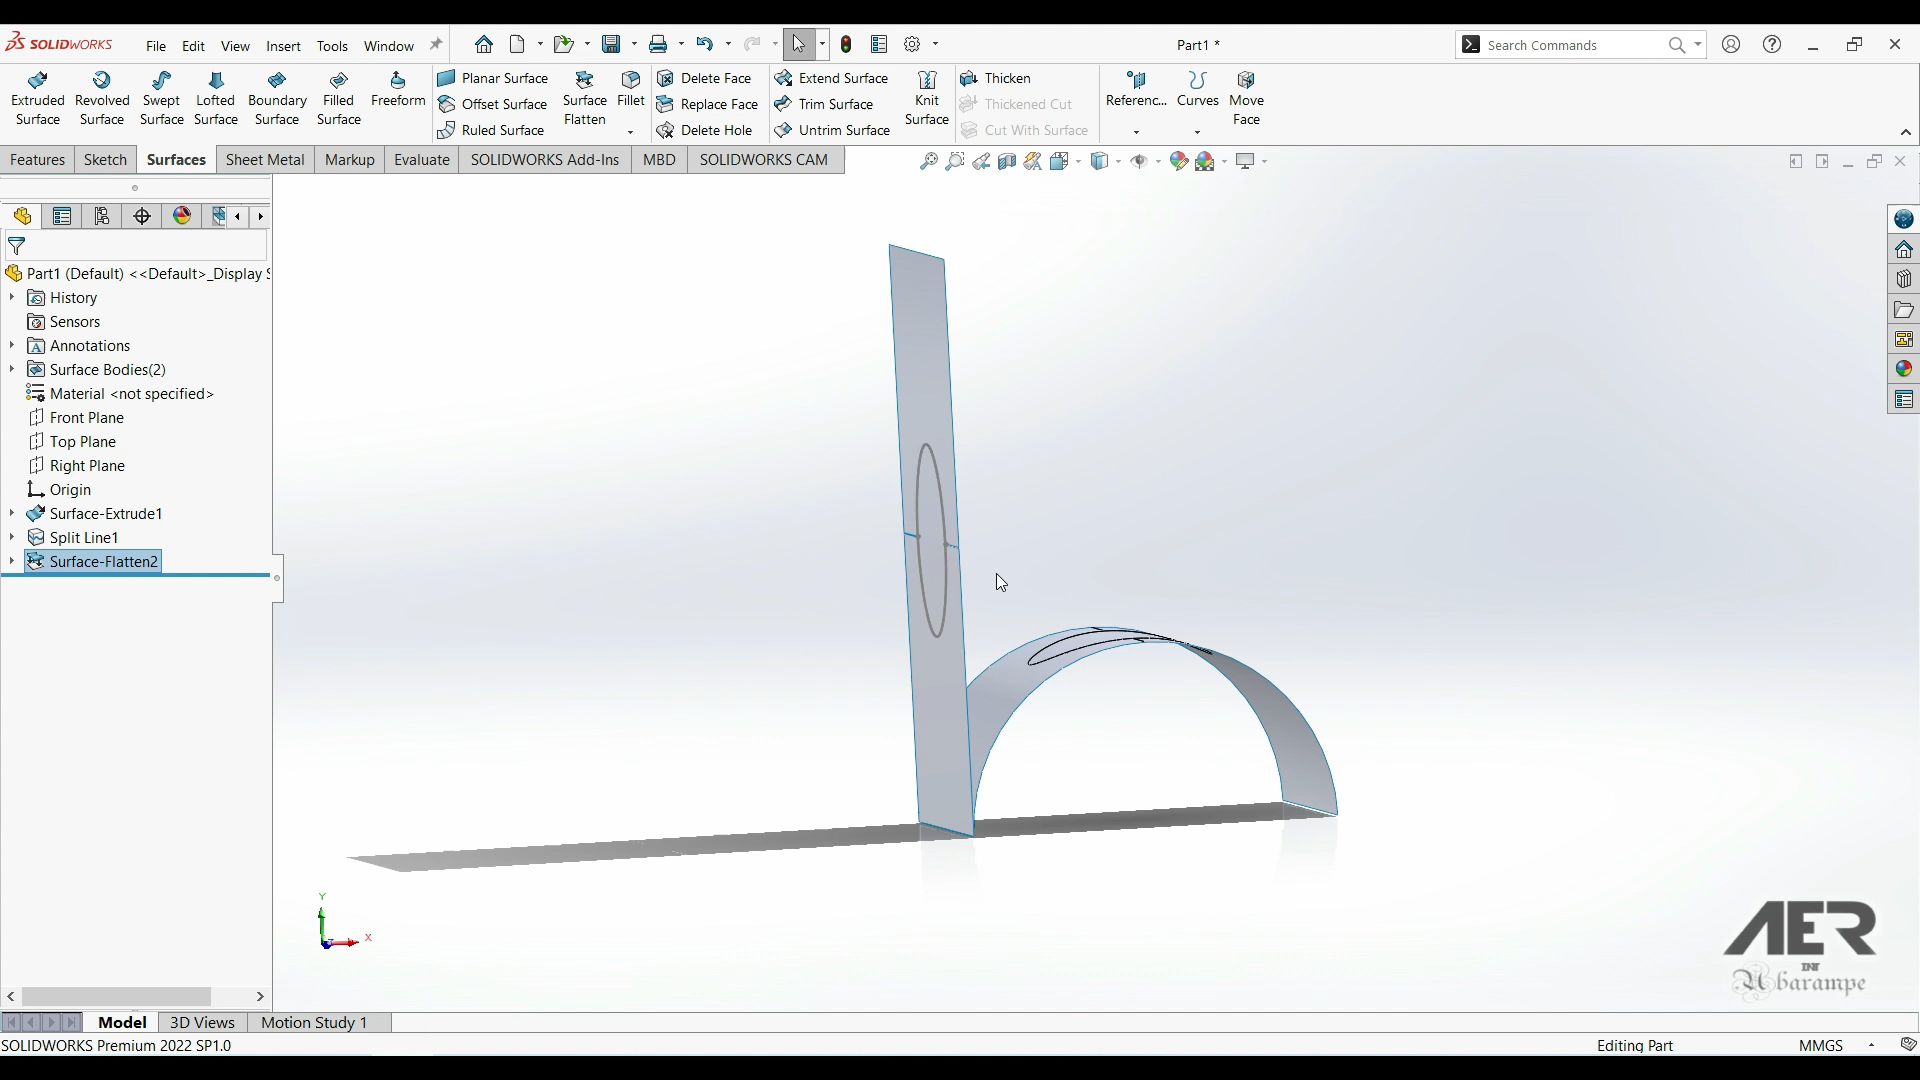 SOLIDWORKS
File Edit View Insert Tools Window
Part1 *
Search Commands
Extruded Surface
Revolved Surface
Swept Surface
Lofted Surface
Boundary Surface
Filled Surface
Freeform
Planar Surface
Offset Surface
Ruled Surface
Surface Flatten
Fillet
Delete Face
Replace Face
Delete Hole
Extend Surface
Trim Surface
Untrim Surface
Knit Surface
Thicken
Thickened Cut
Cut With Surface
Referenc...
Curves
Move Face
Features Sketch Surfaces Sheet Metal Markup Evaluate SOLIDWORKS Add-Ins MBD SOLIDWORKS CAM
Part1 (Default) <<Default>_Display S
History
Sensors
Annotations
Surface Bodies(2)
Material <not specified>
Front Plane
Top Plane
Right Plane
Origin
Surface-Extrude1
Split Line1
Surface-Flatten2
Y
X
AER
INT
Abarampe
Model 3D Views Motion Study 1
SOLIDWORKS Premium 2022 SP1.0
Editing Part
MMGS